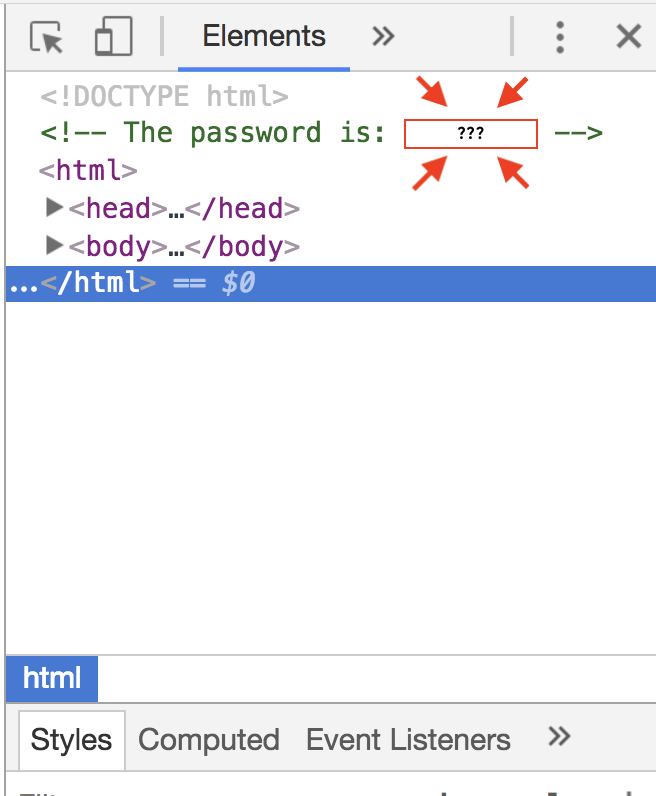 Elements
<!DOCTYPE html>
<!-- The password is: ??? -->
<html>
<head>…</head>
<body>…</body>
…</html> == $0
html
Styles Computed Event Listeners